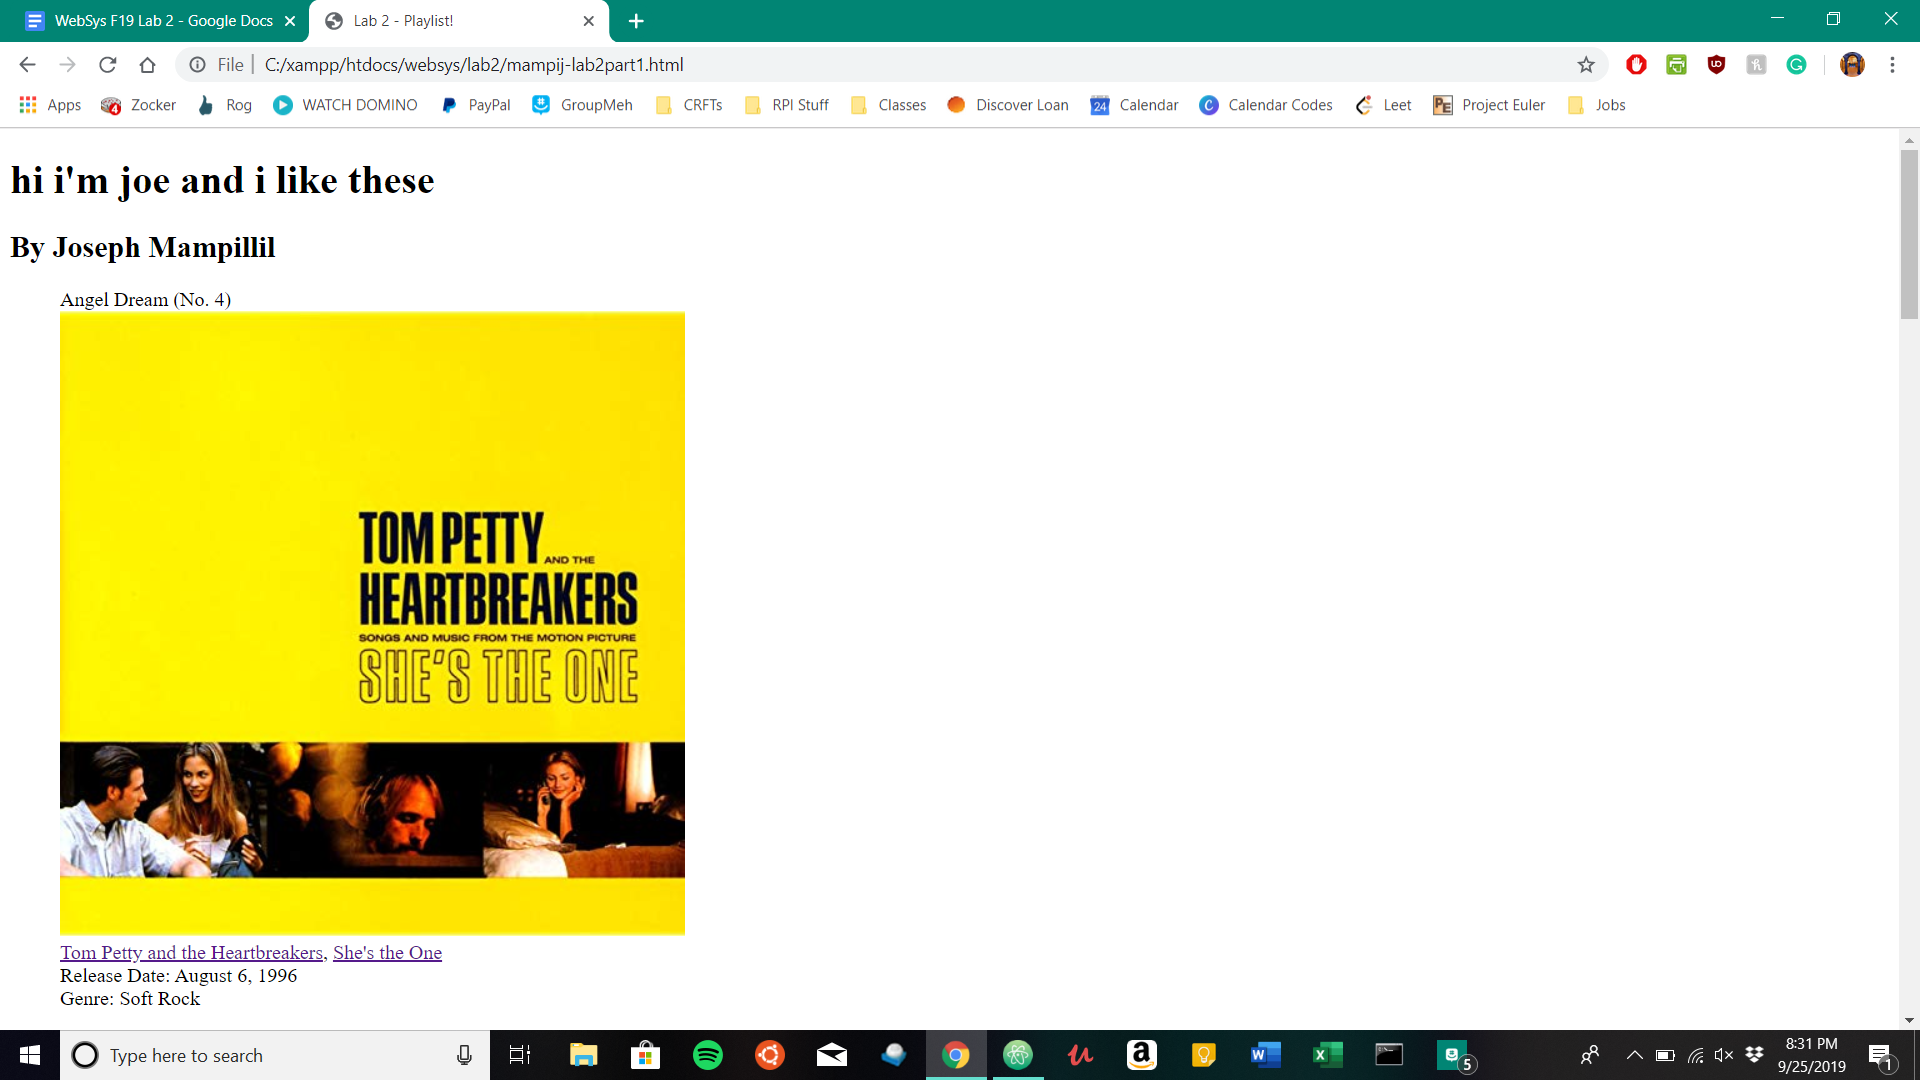 WebSys F19 Lab 2 - Google Docs
Lab 2 - Playlist!
File | C:/xampp/htdocs/websys/lab2/mampij-lab2part1.html
Apps Zocker Rog WATCH DOMINO PayPal GroupMeh CRFTs RPI Stuff Classes Discover Loan 24 Calendar C Calendar Codes Leet PE Project Euler Jobs
hi i'm joe and i like these
By Joseph Mampillil
Angel Dream (No. 4)
TOM PETTY
AND THE
HEARTBREAKERS
SONGS AND MUSIC FROM THE MOTION PICTURE
SHE'S THE ONE
Tom Petty and the Heartbreakers, She's the One
Release Date: August 6, 1996
Genre: Soft Rock
Type here to search
5
8:31 PM
9/25/2019
1